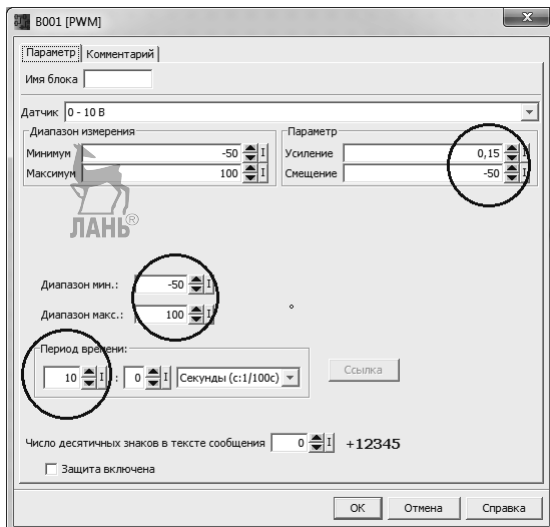 B001 [PWM]
Параметр Комментарий
Имя блока
Датчик 0 - 10 В
Диапазон измерения
Минимум -50
Максимум 100
Параметр
Усиление 0,15
Смещение -50
ЛАНЬ®
Диапазон мин.: -50
Диапазон макс.: 100
Период времени:
10 : 0 Секунды (с:1/100с)
Ссылка
Число десятичных знаков в тексте сообщения 0 +12345
Защита включена
ОК Отмена Справка